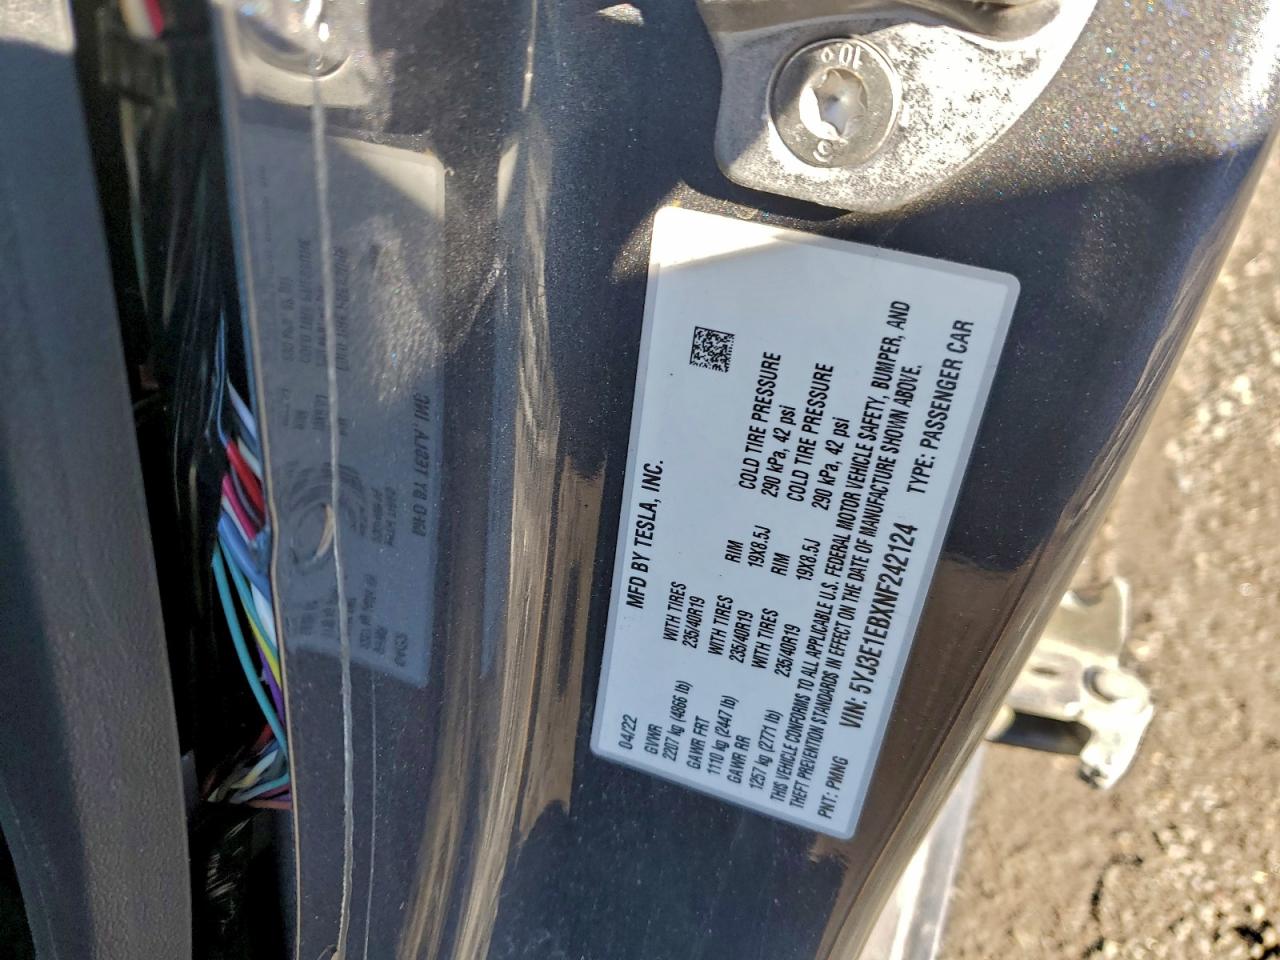 MFD BY TESLA, INC.
04/22
GVWR
2207 kg (4866 lb)
GAWR FRT
WITH TIRES
RIM
COLD TIRE PRESSURE
1110 kg (2447 lb)
235/40R19
19X8.5J
290 kPa, 42 psi
GAWR RR
WITH TIRES
RIM
COLD TIRE PRESSURE
1257 kg (2771 lb)
235/40R19
19X8.5J
290 kPa, 42 psi
WITH TIRES
235/40R19
THIS VEHICLE CONFORMS TO ALL APPLICABLE U.S. FEDERAL MOTOR VEHICLE SAFETY, BUMPER, AND
THEFT PREVENTION STANDARDS IN EFFECT ON THE DATE OF MANUFACTURE SHOWN ABOVE.
PNT: PMNG
VIN: 5YJ3E1EBXNF242124
TYPE: PASSENGER CAR
10